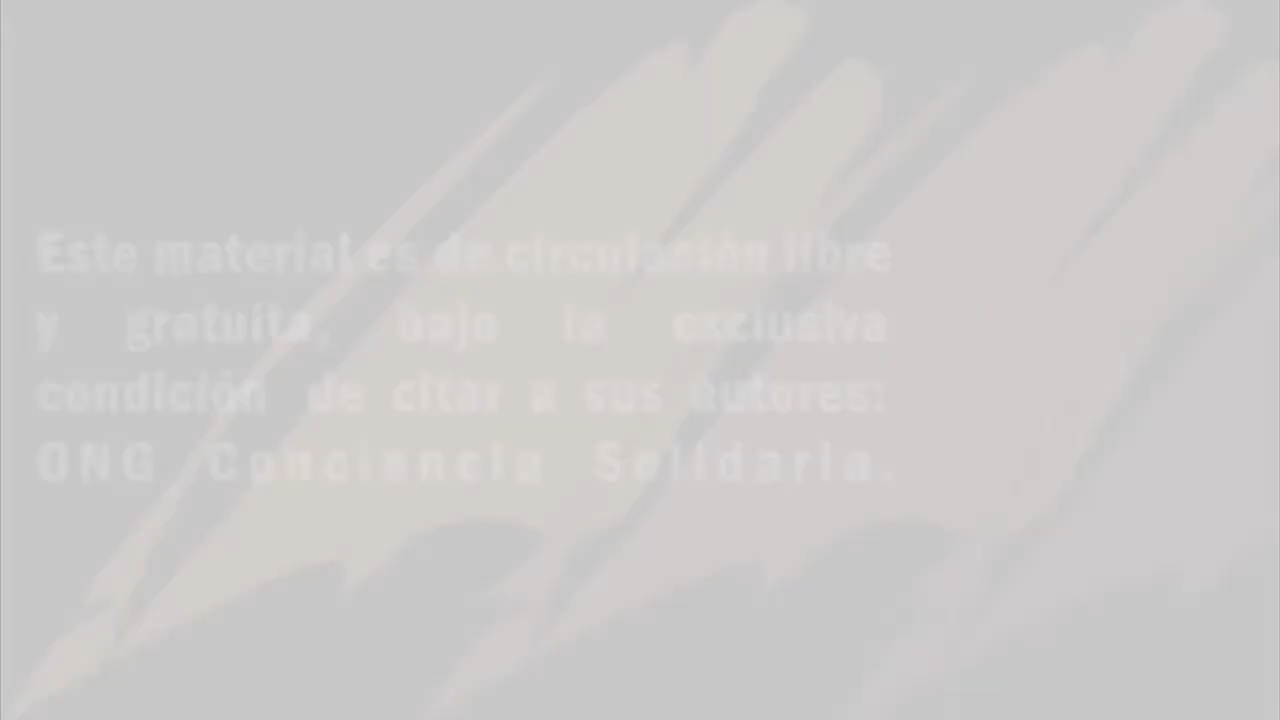 Este material es de circulación libre
y gratuita, bajo la exclusiva
condición de citar a sus autores:
ONG Conciencia Solidaria.